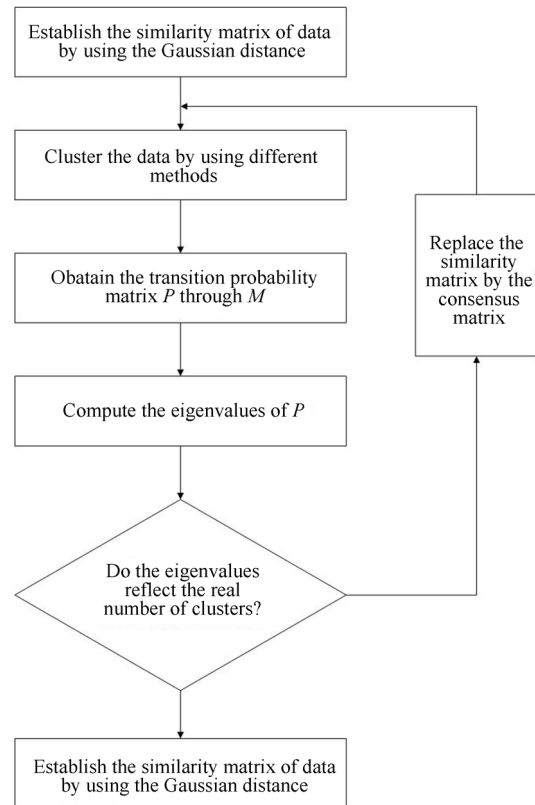 Establish the similarity matrix of data
by using the Gaussian distance
Cluster the data by using different
methods
Replace the
similarity
matrix by the
consensus
matrix
Obatain the transition probability
matrix P through M
Compute the eigenvalues of P
Do the eigenvalues
reflect the real
number of clusters?
Establish the similarity matrix of data
by using the Gaussian distance